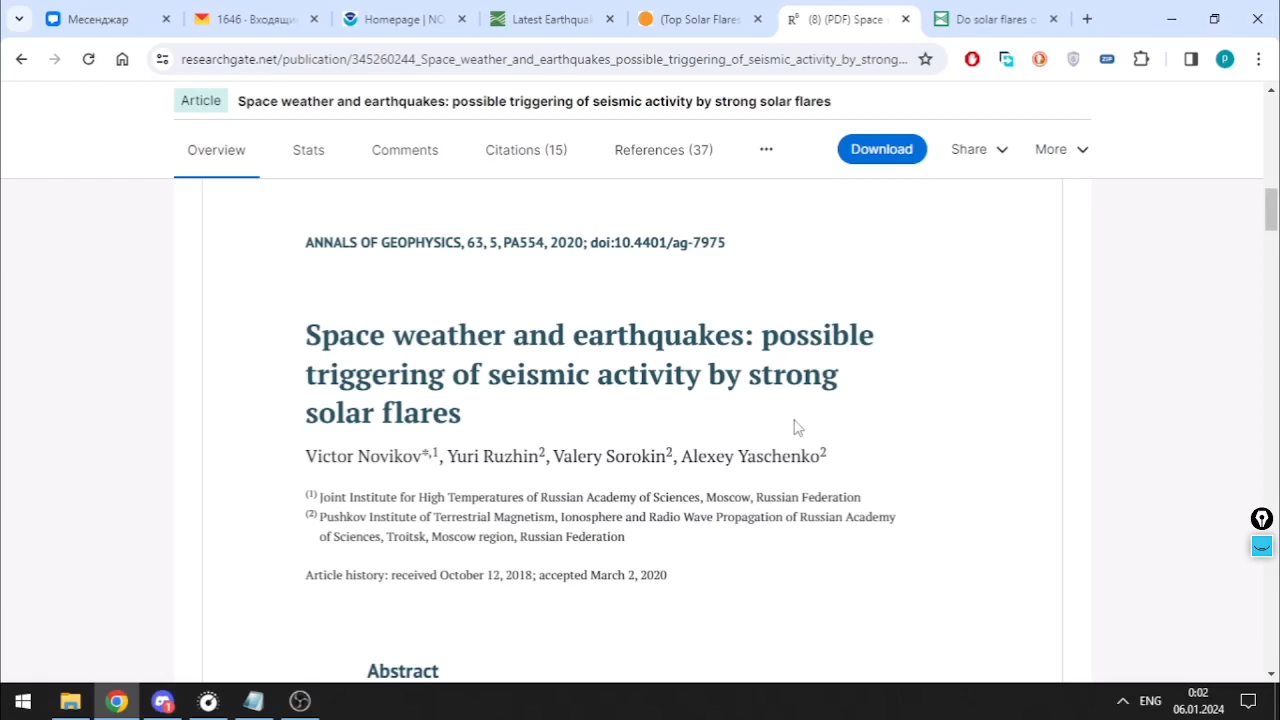 Месенджар
1646 - Входящи
Homepage | NO
Latest Earthquak
(Top Solar Flares
R⁶ (8) (PDF) Space
Do solar flares o
researchgate.net/publication/345260244_Space_weather_and_earthquakes_possible_triggering_of_seismic_activity_by_strong...
ZIP
P
Article Space weather and earthquakes: possible triggering of seismic activity by strong solar flares
Overview Stats Comments Citations (15) References (37) ••• Download Share More
ANNALS OF GEOPHYSICS, 63, 5, PA554, 2020; doi:10.4401/ag-7975
Space weather and earthquakes: possible
triggering of seismic activity by strong
solar flares
Victor Novikov*,1, Yuri Ruzhin2, Valery Sorokin2, Alexey Yaschenko2
(1) Joint Institute for High Temperatures of Russian Academy of Sciences, Moscow, Russian Federation
(2) Pushkov Institute of Terrestrial Magnetism, Ionosphere and Radio Wave Propagation of Russian Academy
of Sciences, Troitsk, Moscow region, Russian Federation
Article history: received October 12, 2018; accepted March 2, 2020
Abstract
ENG
0:02
06.01.2024